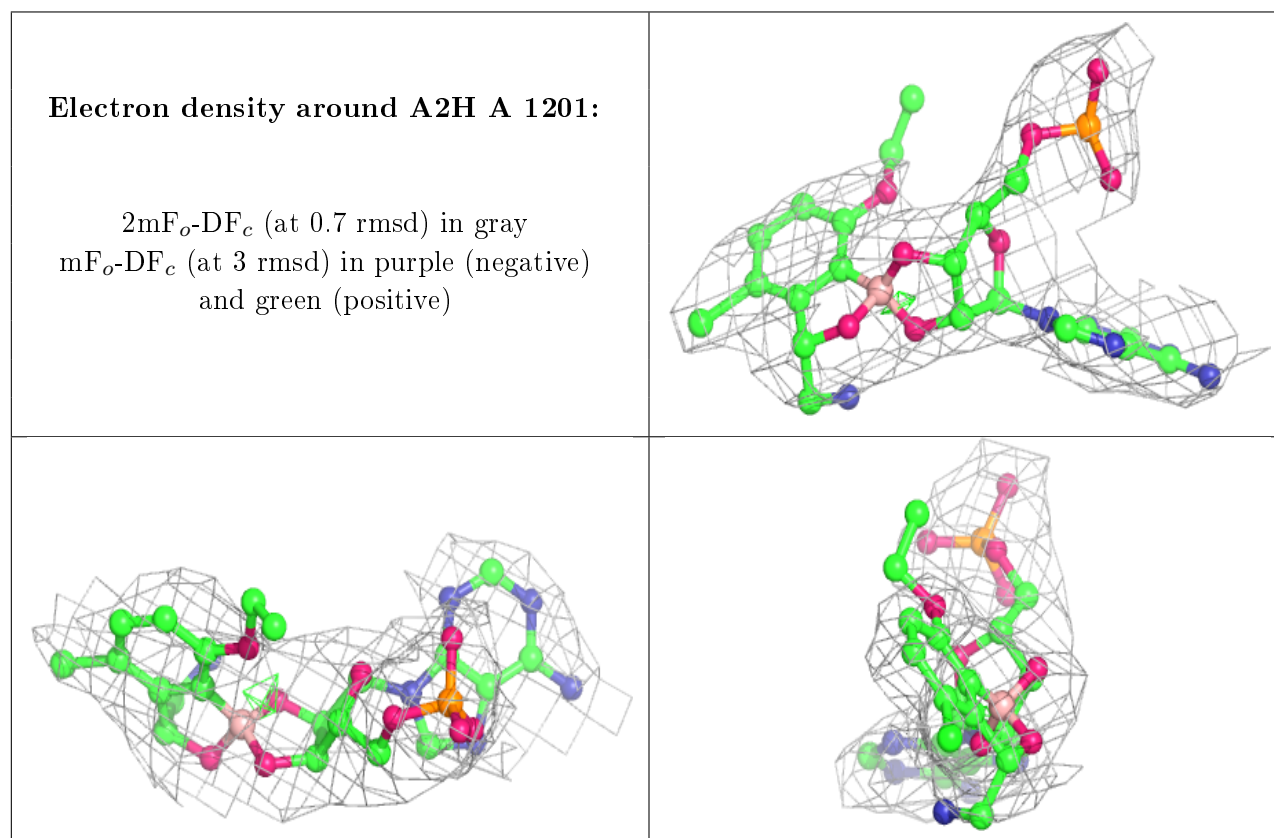 Electron density around A2H A 1201:
2mFₒ-DF𝒸 (at 0.7 rmsd) in gray
mFₒ-DF𝒸 (at 3 rmsd) in purple (negative)
and green (positive)